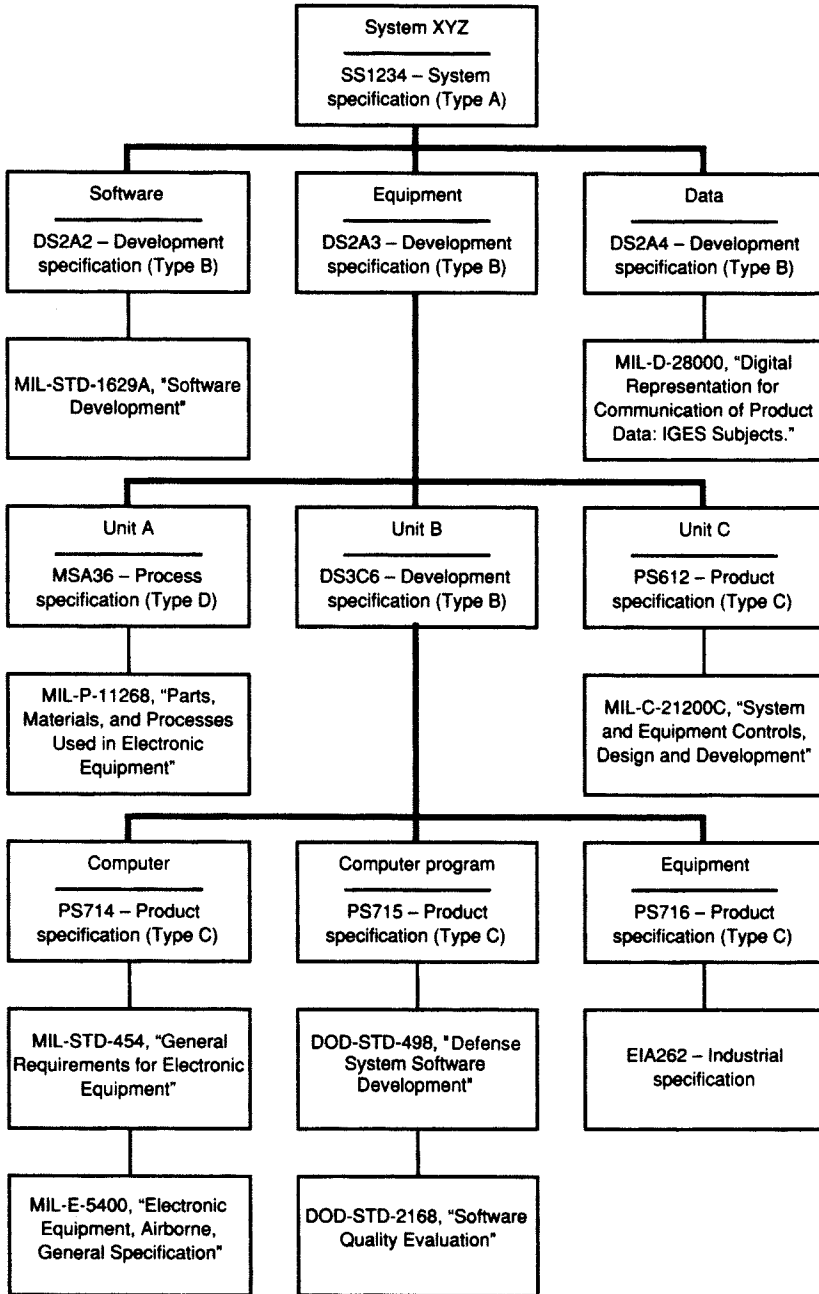 System XYZ
SS1234 – System
specification (Type A)
Software
DS2A2 – Development
specification (Type B)
Equipment
DS2A3 – Development
specification (Type B)
Data
DS2A4 – Development
specification (Type B)
MIL-STD-1629A, "Software
Development"
MIL-D-28000, “Digital
Representation for
Communication of Product
Data: IGES Subjects.”
Unit A
MSA36 – Process
specification (Type D)
Unit B
DS3C6 – Development
specification (Type B)
Unit C
PS612 – Product
specification (Type C)
MIL-P-11268, “Parts,
Materials, and Processes
Used in Electronic
Equipment”
MIL-C-21200C, “System
and Equipment Controls,
Design and Development”
Computer
PS714 – Product
specification (Type C)
Computer program
PS715 – Product
specification (Type C)
Equipment
PS716 – Product
specification (Type C)
MIL-STD-454, “General
Requirements for Electronic
Equipment”
DOD-STD-498, "Defense
System Software
Development"
EIA262 – Industrial
specification
MIL-E-5400, “Electronic
Equipment, Airborne,
General Specification"
DOD-STD-2168, “Software
Quality Evaluation”